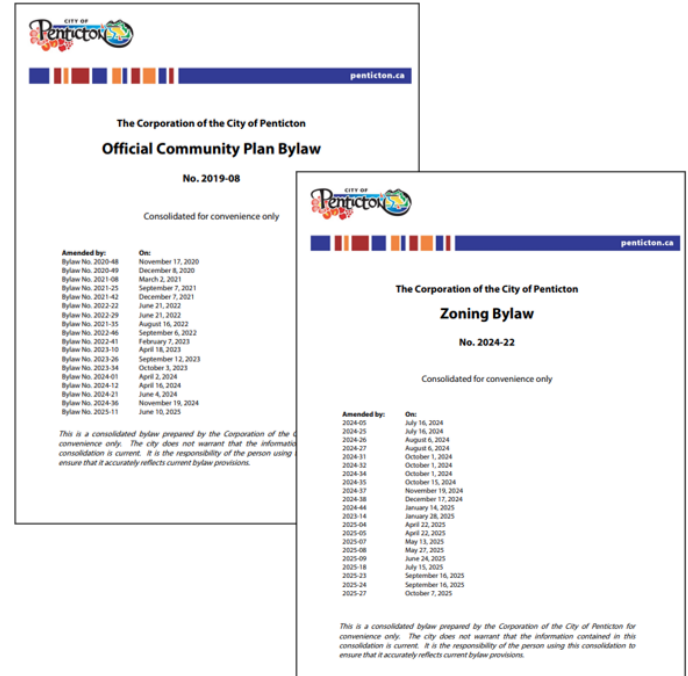 CITY OF
Penticton
penticton.ca
The Corporation of the City of Penticton
Official Community Plan Bylaw
No. 2019-08
Consolidated for convenience only
Amended by: On:
Bylaw No. 2020-48 November 17, 2020
Bylaw No. 2020-49 December 8, 2020
Bylaw No. 2021-08 March 2, 2021
Bylaw No. 2021-25 September 7, 2021
Bylaw No. 2021-42 December 7, 2021
Bylaw No. 2022-22 June 21, 2022
Bylaw No. 2022-29 June 21, 2022
Bylaw No. 2021-35 August 16, 2022
Bylaw No. 2022-46 September 6, 2022
Bylaw No. 2022-41 February 7, 2023
Bylaw No. 2023-10 April 18, 2023
Bylaw No. 2023-26 September 12, 2023
Bylaw No. 2023-34 October 3, 2023
Bylaw No. 2024-01 April 2, 2024
Bylaw No. 2024-12 April 16, 2024
Bylaw No. 2024-21 June 4, 2024
Bylaw No. 2024-36 November 19, 2024
Bylaw No. 2025-11 June 10, 2025
This is a consolidated bylaw prepared by the Corporation of the
convenience only. The city does not warrant that the
consolidation is current. It is the responsibility of the person using
ensure that it accurately reflects current bylaw provisions.
CITY OF
Penticton
penticton.ca
The Corporation of the City of Penticton
Zoning Bylaw
No. 2024-22
Consolidated for convenience only
Amended by: On:
2024-05 July 16, 2024
2024-25 July 16, 2024
2024-26 August 6, 2024
2024-27 August 6, 2024
2024-31 October 1, 2024
2024-32 October 1, 2024
2024-34 October 1, 2024
2024-35 October 15, 2024
2024-37 November 19, 2024
2024-38 December 17, 2024
2024-44 January 14, 2025
2023-14 January 28, 2025
2025-04 April 22, 2025
2025-05 April 22, 2025
2025-07 May 13, 2025
2025-08 May 27, 2025
2025-09 June 24, 2025
2025-18 July 15, 2025
2025-23 September 16, 2025
2025-24 September 16, 2025
2025-27 October 7, 2025
This is a consolidated bylaw prepared by the Corporation of the City of Penticton for
convenience only. The city does not warrant that the information contained in this
consolidation is current. It is the responsibility of the person using this consolidation to
ensure that it accurately reflects current bylaw provisions.